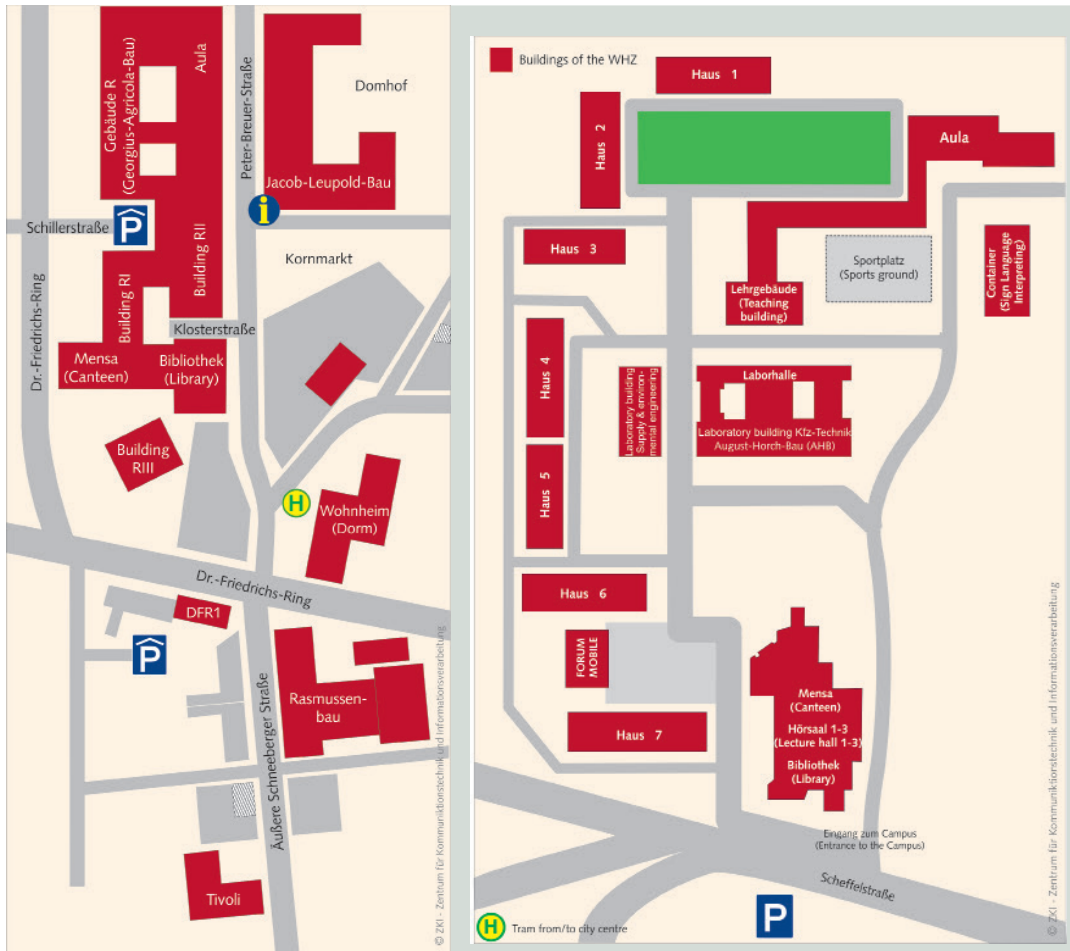 Gebäude R
(Georgius-Agricola-Bau)
Aula
Peter-Breuer-Straße
Domhof
Jacob-Leupold-Bau
i
Schillerstraße
P
Building RII
Kornmarkt
Dr.-Friedrichs-Ring
Building RI
Klosterstraße
Mensa
(Canteen)
Bibliothek
(Library)
Building
RIII
H
Wohnheim
(Dorm)
Dr.-Friedrichs-Ring
DFR1
P
Rasmussen-
bau
Äußere Schneeberger Straße
Tivoli
© ZKI - Zentrum für Kommuniktionstechnik und Informationsverarbeitung
Buildings of the WHZ
Haus 1
Haus 2
Aula
Haus 3
Sportplatz
(Sports ground)
Container
(Sign Language
Interpreting)
Lehrgebäude
(Teaching
building)
Haus 4
Laboratory building
Supply & environ-
mental engineering
Laborhalle
Laboratory building Kfz-Technik
August-Horch-Bau (AHB)
Haus 5
Haus 6
FORUM
MOBILE
Mensa
(Canteen)
Hörsaal 1-3
(Lecture hall 1-3)
Bibliothek
(Library)
Haus 7
Eingang zum Campus
(Entrance to the Campus)
Scheffelstraße
P
H Tram from/to city centre
© ZKI - Zentrum für Kommuniktionstechnik und Informationsverarbeitung